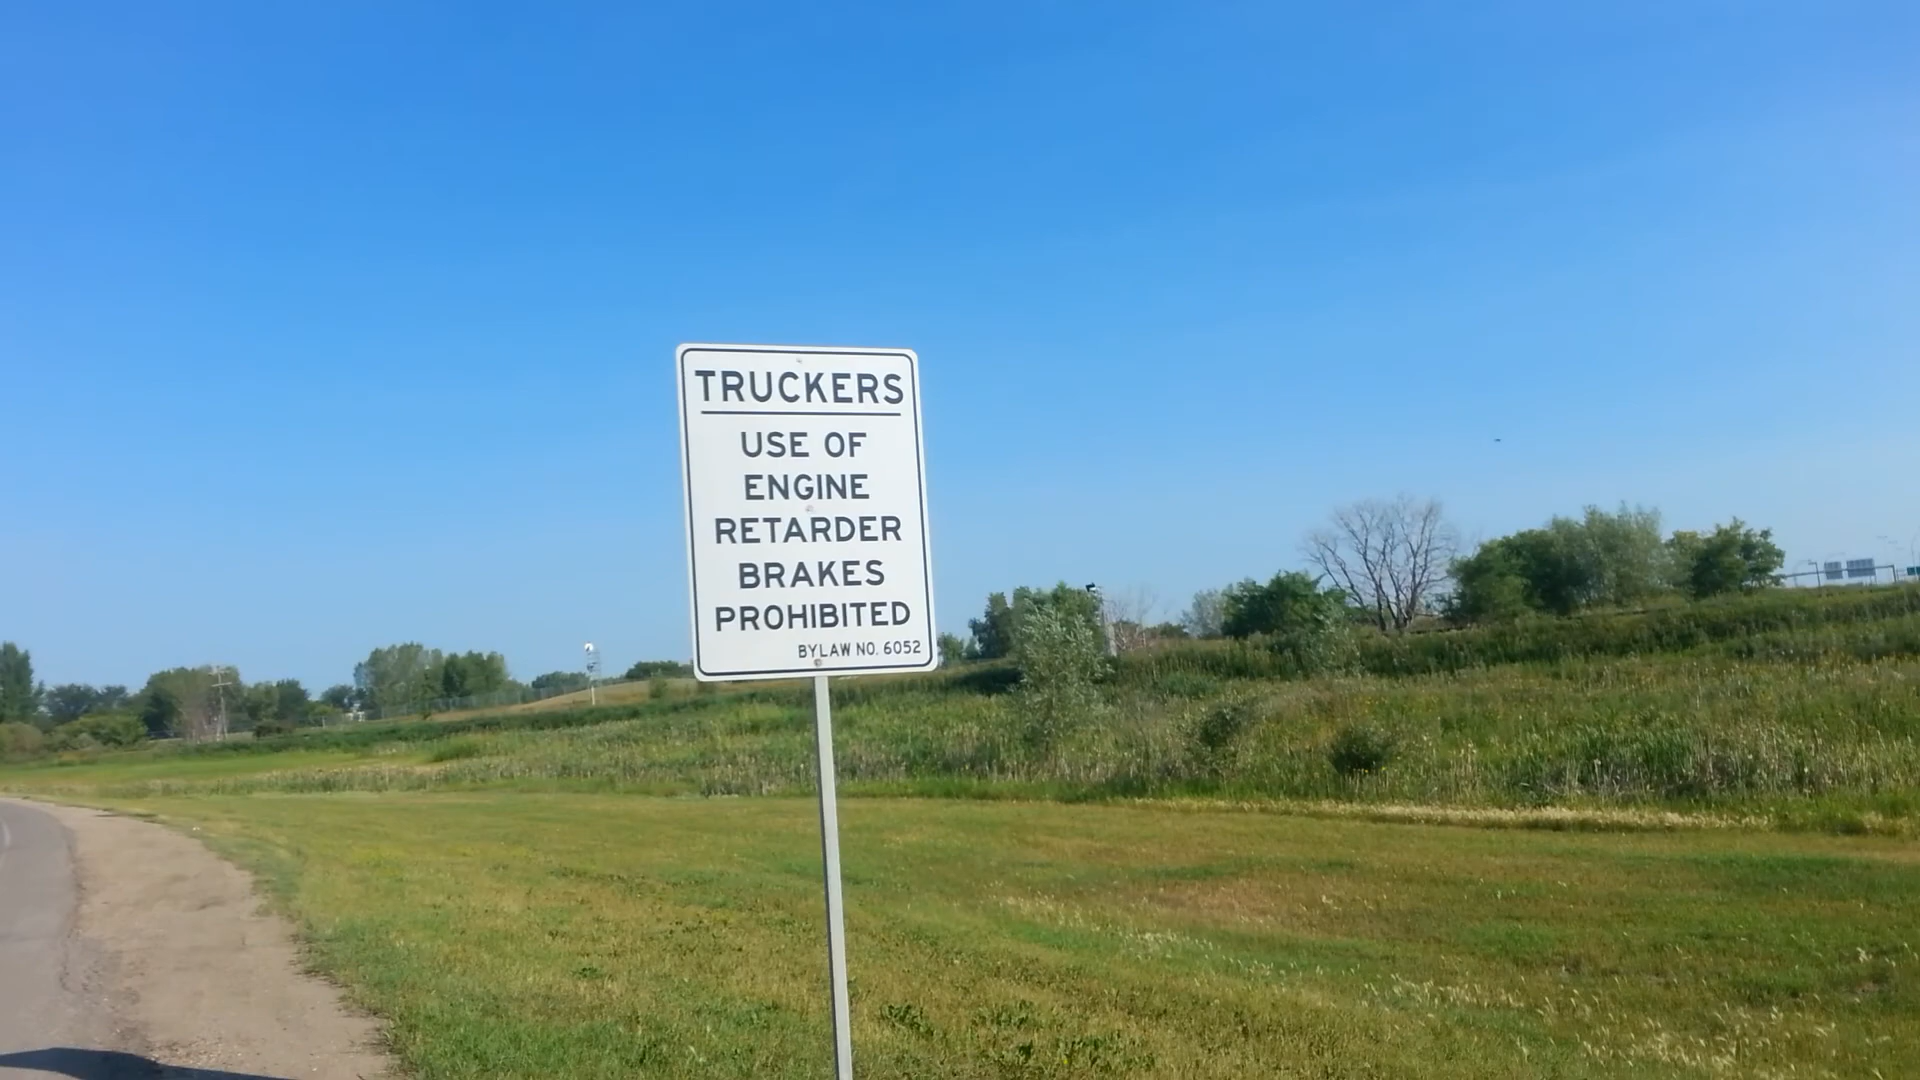 TRUCKERS
USE OF
ENGINE
RETARDER
BRAKES
PROHIBITED
BYLAW NO. 6052